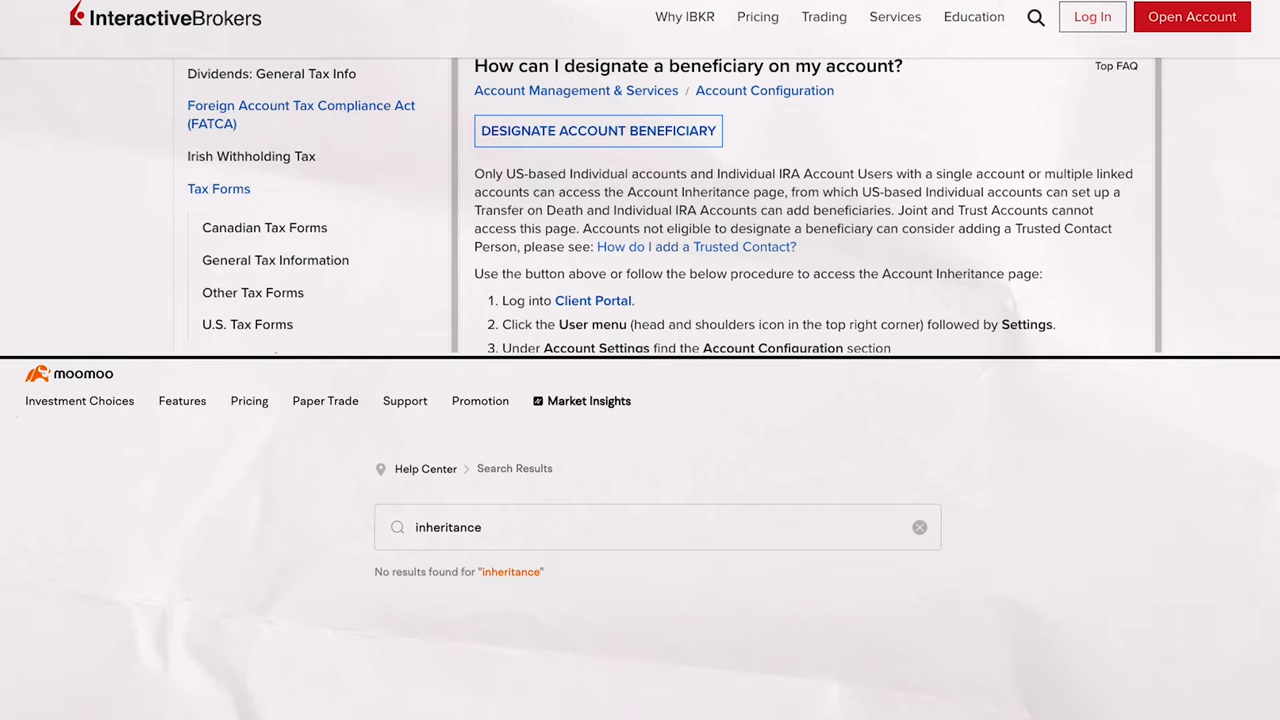 InteractiveBrokers
Why IBKR Pricing Trading Services Education Log In Open Account
Dividends: General Tax Info
Foreign Account Tax Compliance Act
(FATCA)
Irish Withholding Tax
Tax Forms
Canadian Tax Forms
General Tax Information
Other Tax Forms
U.S. Tax Forms
How can I designate a beneficiary on my account?
Top FAQ
Account Management & Services / Account Configuration
DESIGNATE ACCOUNT BENEFICIARY
Only US-based Individual accounts and Individual IRA Account Users with a single account or multiple linked
accounts can access the Account Inheritance page, from which US-based Individual accounts can set up a
Transfer on Death and Individual IRA Accounts can add beneficiaries. Joint and Trust Accounts cannot
access this page. Accounts not eligible to designate a beneficiary can consider adding a Trusted Contact
Person, please see: How do I add a Trusted Contact?
Use the button above or follow the below procedure to access the Account Inheritance page:
1. Log into Client Portal.
2. Click the User menu (head and shoulders icon in the top right corner) followed by Settings.
3. Under Account Settings find the Account Configuration section
moomoo
Investment Choices Features Pricing Paper Trade Support Promotion Market Insights
Help Center > Search Results
inheritance
No results found for "inheritance"